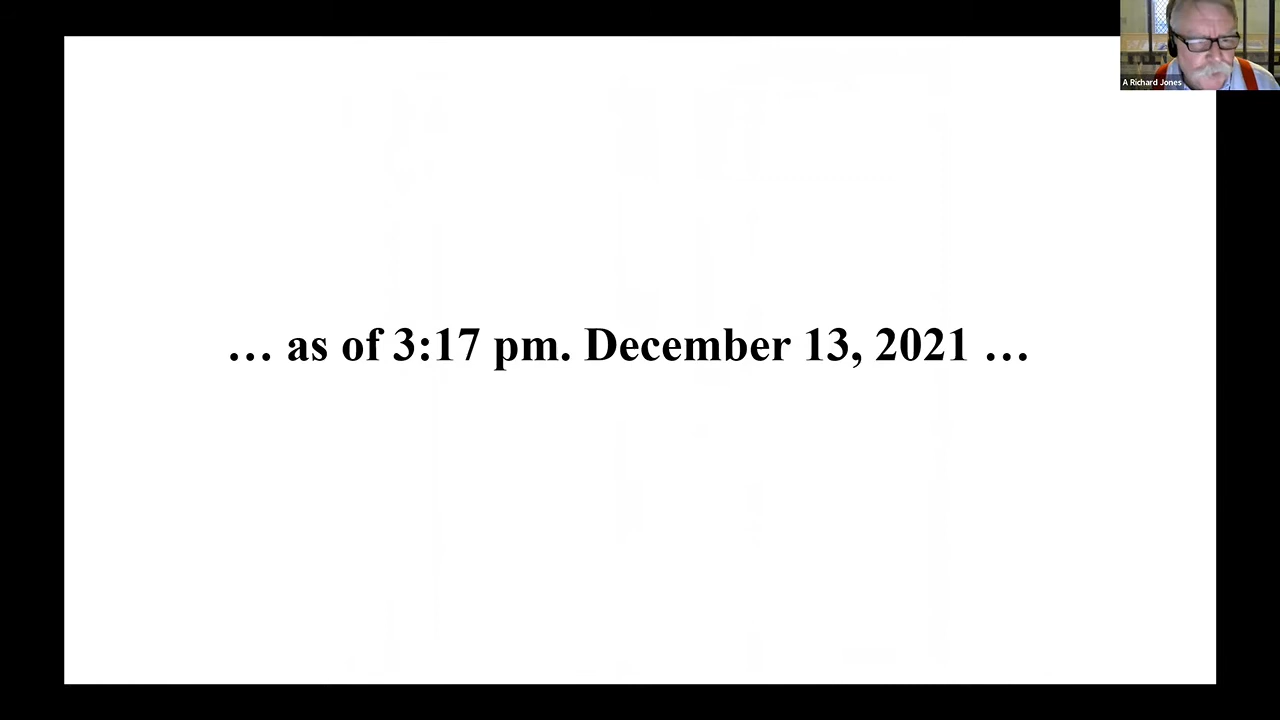 A Richard Jones
… as of 3:17 pm. December 13, 2021 …